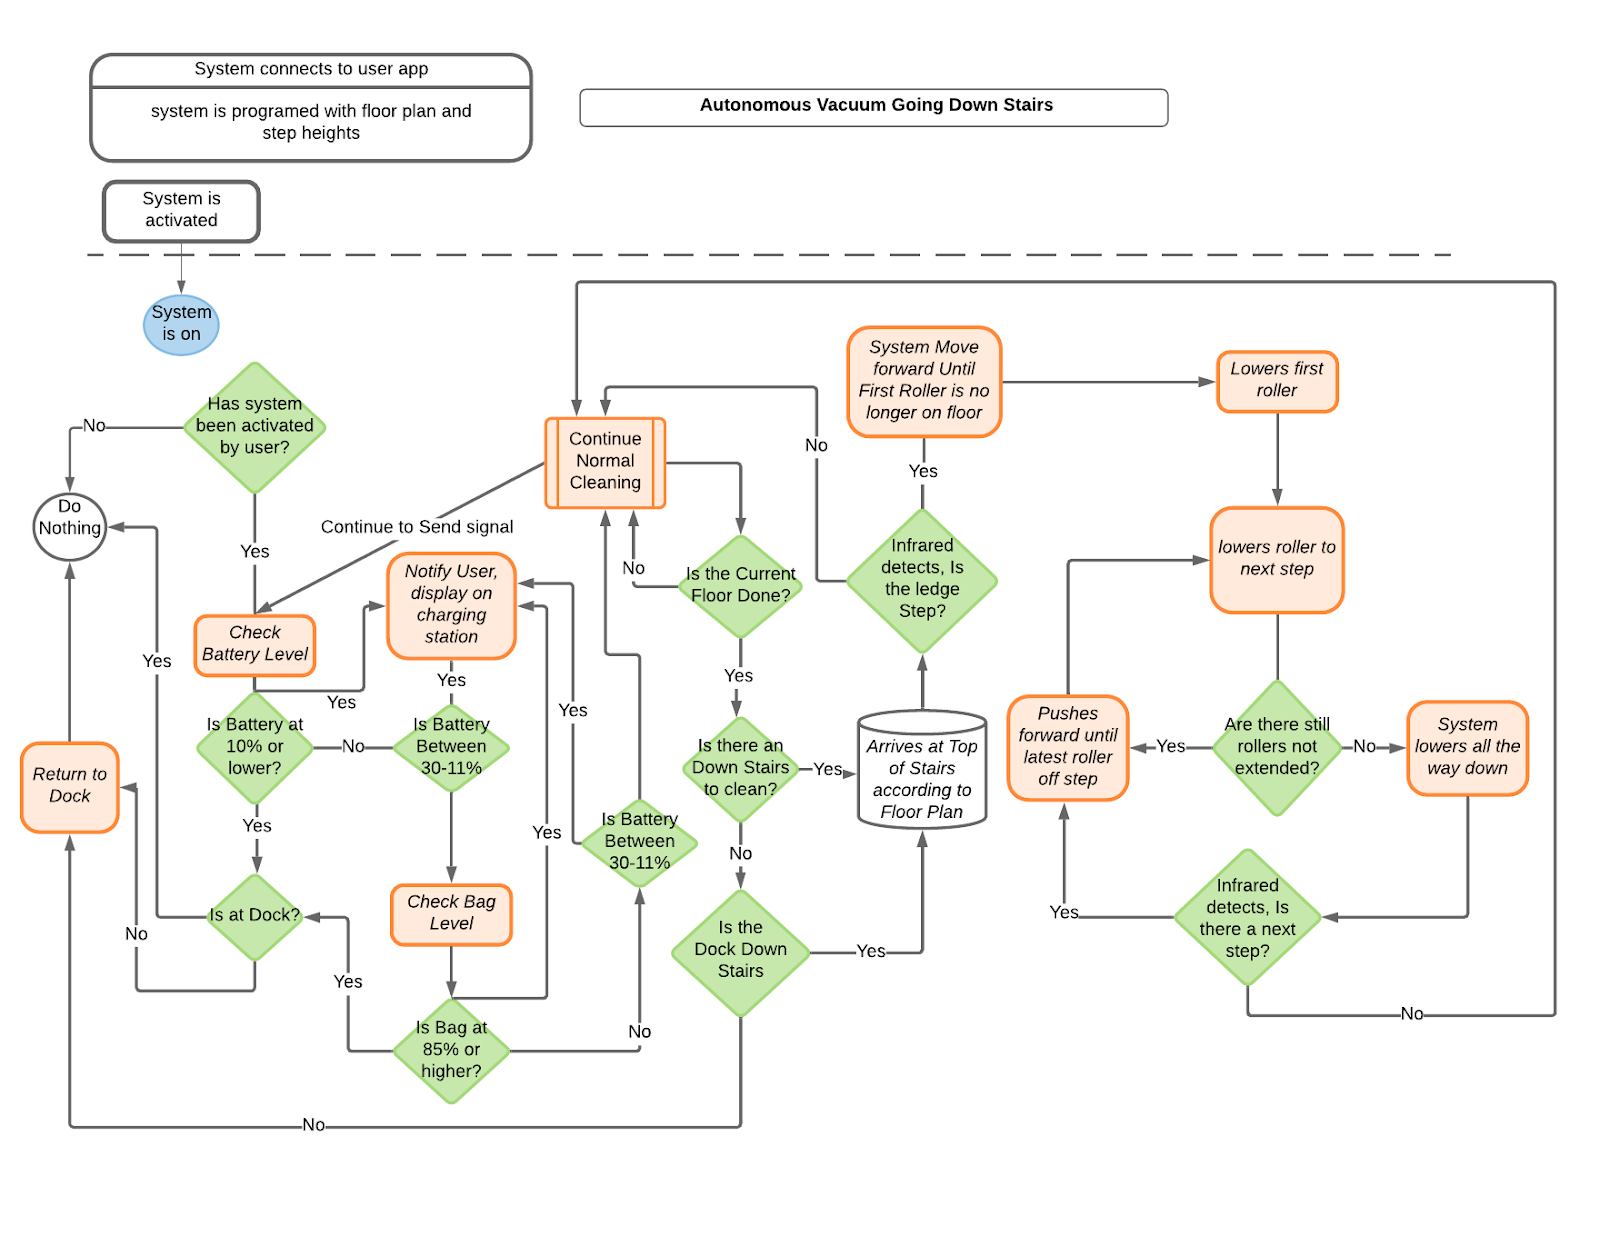 System connects to user app
system is programed with floor plan and
step heights
Autonomous Vacuum Going Down Stairs
System is
activated
System
is on
Has system
been activated
by user?
No
Do
Nothing
Yes
Check
Battery Level
Yes
Is Battery at
10% or
lower?
No
Yes
Is at Dock?
Yes
No
Return to
Dock
Continue to Send signal
Notify User,
display on
charging
station
Yes
Is Battery
Between
30-11%
Check Bag
Level
Is Bag at
85% or
higher?
Yes
Yes
No
Is Battery
Between
30-11%
Yes
Continue
Normal
Cleaning
No
Is the Current
Floor Done?
Yes
Is there an
Down Stairs
to clean?
Yes
No
Is the
Dock Down
Stairs
Yes
No
Arrives at Top
of Stairs
according to
Floor Plan
Infrared
detects, Is
the ledge
Step?
No
Yes
System Move
forward Until
First Roller is no
longer on floor
Lowers first
roller
lowers roller to
next step
Are there still
rollers not
extended?
Yes
No
Pushes
forward until
latest roller
off step
System
lowers all the
way down
Infrared
detects, Is
there a next
step?
Yes
No